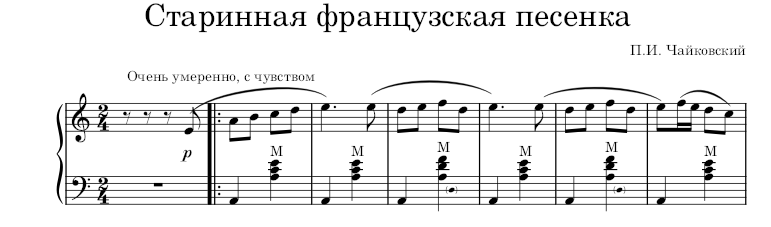 Старинная французская песенка
П.И. Чайковский
Очень умеренно, с чувством
p
М М М М М М